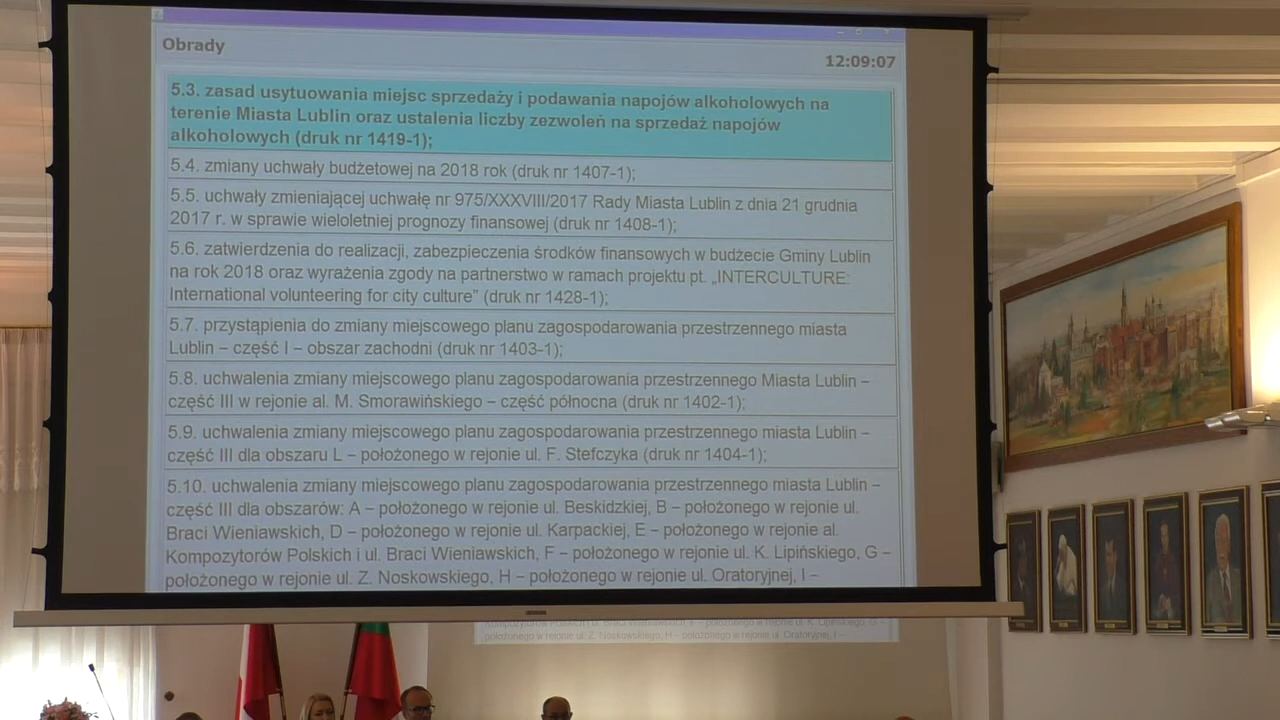 Obrady
12:09:07
5.3. zasad usytuowania miejsc sprzedaży i podawania napojów alkoholowych na
terenie Miasta Lublin oraz ustalenia liczby zezwoleń na sprzedaż napojów
alkoholowych (druk nr 1419-1);
5.4. zmiany uchwały budżetowej na 2018 rok (druk nr 1407-1);
5.5. uchwały zmieniającej uchwałę nr 975/XXXVIII/2017 Rady Miasta Lublin z dnia 21 grudnia
2017 r. w sprawie wieloletniej prognozy finansowej (druk nr 1408-1);
5.6. zatwierdzenia do realizacji, zabezpieczenia środków finansowych w budżecie Gminy Lublin
na rok 2018 oraz wyrażenia zgody na partnerstwo w ramach projektu pt. „INTERCULTURE:
International volunteering for city culture” (druk nr 1428-1);
5.7. przystąpienia do zmiany miejscowego planu zagospodarowania przestrzennego miasta
Lublin – część I – obszar zachodni (druk nr 1403-1);
5.8. uchwalenia zmiany miejscowego planu zagospodarowania przestrzennego Miasta Lublin –
część III w rejonie al. M. Smorawińskiego – część północna (druk nr 1402-1);
5.9. uchwalenia zmiany miejscowego planu zagospodarowania przestrzennego miasta Lublin –
część III dla obszaru L – położonego w rejonie ul. F. Stefczyka (druk nr 1404-1);
5.10. uchwalenia zmiany miejscowego planu zagospodarowania przestrzennego miasta Lublin –
część III dla obszarów: A – położonego w rejonie ul. Beskidzkiej, B – położonego w rejonie ul.
Braci Wieniawskich, D – położonego w rejonie ul. Karpackiej, E – położonego w rejonie al.
Kompozytorów Polskich i ul. Braci Wieniawskich, F – położonego w rejonie ul. K. Lipińskiego, G –
położonego w rejonie ul. Z. Noskowskiego, H – położonego w rejonie ul. Oratoryjnej, I –
położonego w rejonie ul. Z. Noskowskiego, H – położonego w rejonie ul. Oratoryjnej, I –